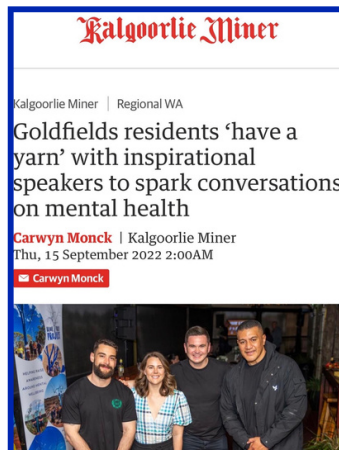 Kalgoorlie Miner
Kalgoorlie Miner | Regional WA
Goldfields residents ‘have a
yarn’ with inspirational
speakers to spark conversations
on mental health
Carwyn Monck | Kalgoorlie Miner
Thu, 15 September 2022 2:00AM
Carwyn Monck